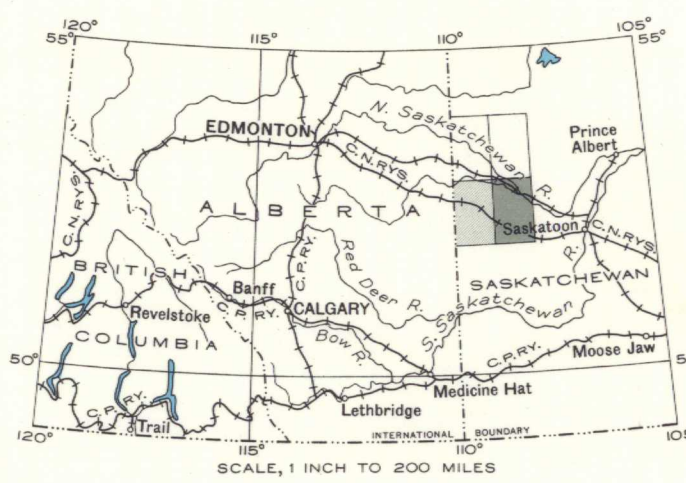 120°
115°
110°
105°
55°
55°
N. Saskatchewan R.
EDMONTON
Prince
Albert
C.N.RYS.
C.N.RYS.
ALBERTA
Saskatoon
C.N.RYS.
C.P.RY.
Red Deer R.
SASKATCHEWAN
R.
BRITISH
Banff
S. Saskatchewan
C.P.RY.
CALGARY
Revelstoke
COLUMBIA
Bow R.
C.P.RY.
Moose Jaw
50°
5
Medicine Hat
C.P.RY.
Lethbridge
Trail
120°
115°
INTERNATIONAL BOUNDARY
110°
105
SCALE, 1 INCH TO 200 MILES